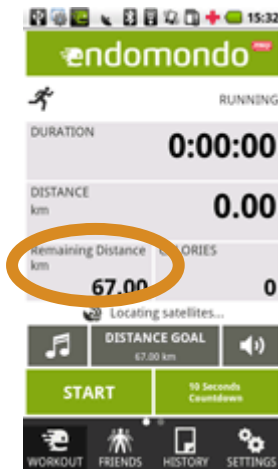 15:32
endomondo PRO
RUNNING
DURATION
0:00:00
DISTANCE
km
0.00
Remaining Distance
km
67.00
CALORIES
0
Locating satellites...
DISTANCE GOAL
67.00 km
START
10 Seconds
Countdown
WORKOUT
FRIENDS
HISTORY
SETTINGS